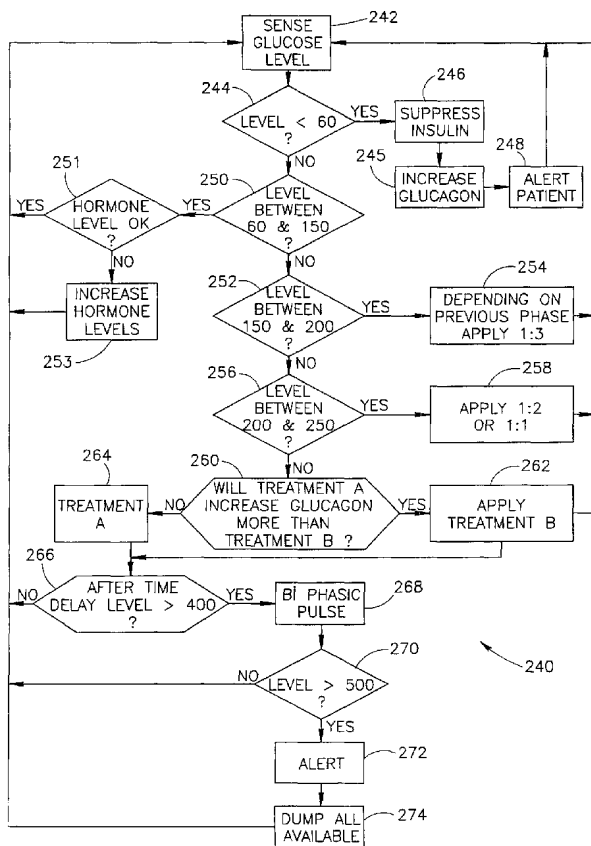 242
SENSE
GLUCOSE
LEVEL
244
LEVEL < 60
?
YES
246
SUPPRESS
INSULIN
245
INCREASE
GLUCAGON
248
ALERT
PATIENT
NO
251
YES
HORMONE
LEVEL OK
?
250
YES
LEVEL
BETWEEN
60 & 150
?
NO
INCREASE
HORMONE
LEVELS
253
NO
252
LEVEL
BETWEEN
150 & 200
?
YES
254
DEPENDING ON
PREVIOUS PHASE
APPLY 1:3
NO
256
LEVEL
BETWEEN
200 & 250
?
YES
258
APPLY 1:2
OR 1:1
NO
260
264
TREATMENT
A
NO
WILL TREATMENT A
INCREASE GLUCAGON
MORE THAN
TREATMENT B ?
YES
262
APPLY
TREATMENT B
266
NO
AFTER TIME
DELAY LEVEL > 400
?
YES
268
BI PHASIC
PULSE
270
NO
LEVEL > 500
?
YES
240
ALERT
272
DUMP ALL
AVAILABLE
274